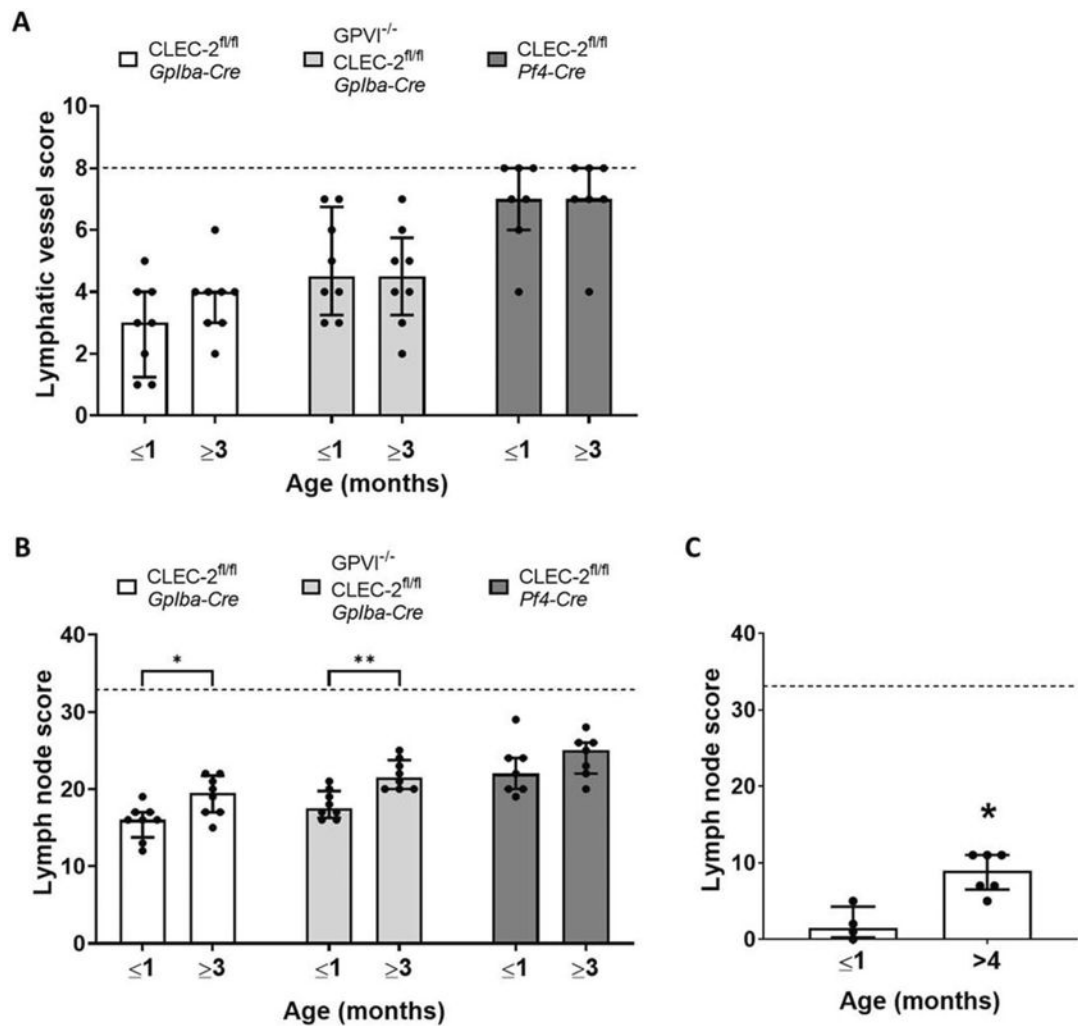 A
CLEC-2fl/fl
GpIba-Cre
GPVI-/-
CLEC-2fl/fl
GpIba-Cre
CLEC-2fl/fl
Pf4-Cre
Lymphatic vessel score
10
8
6
4
2
0
≤1 ≥3 ≤1 ≥3 ≤1 ≥3
Age (months)
B
CLEC-2fl/fl
GpIba-Cre
GPVI-/-
CLEC-2fl/fl
GpIba-Cre
CLEC-2fl/fl
Pf4-Cre
Lymph node score
40
30
20
10
0
* **
≤1 ≥3 ≤1 ≥3 ≤1 ≥3
Age (months)
C
Lymph node score
40
30
20
10
0
*
≤1 >4
Age (months)